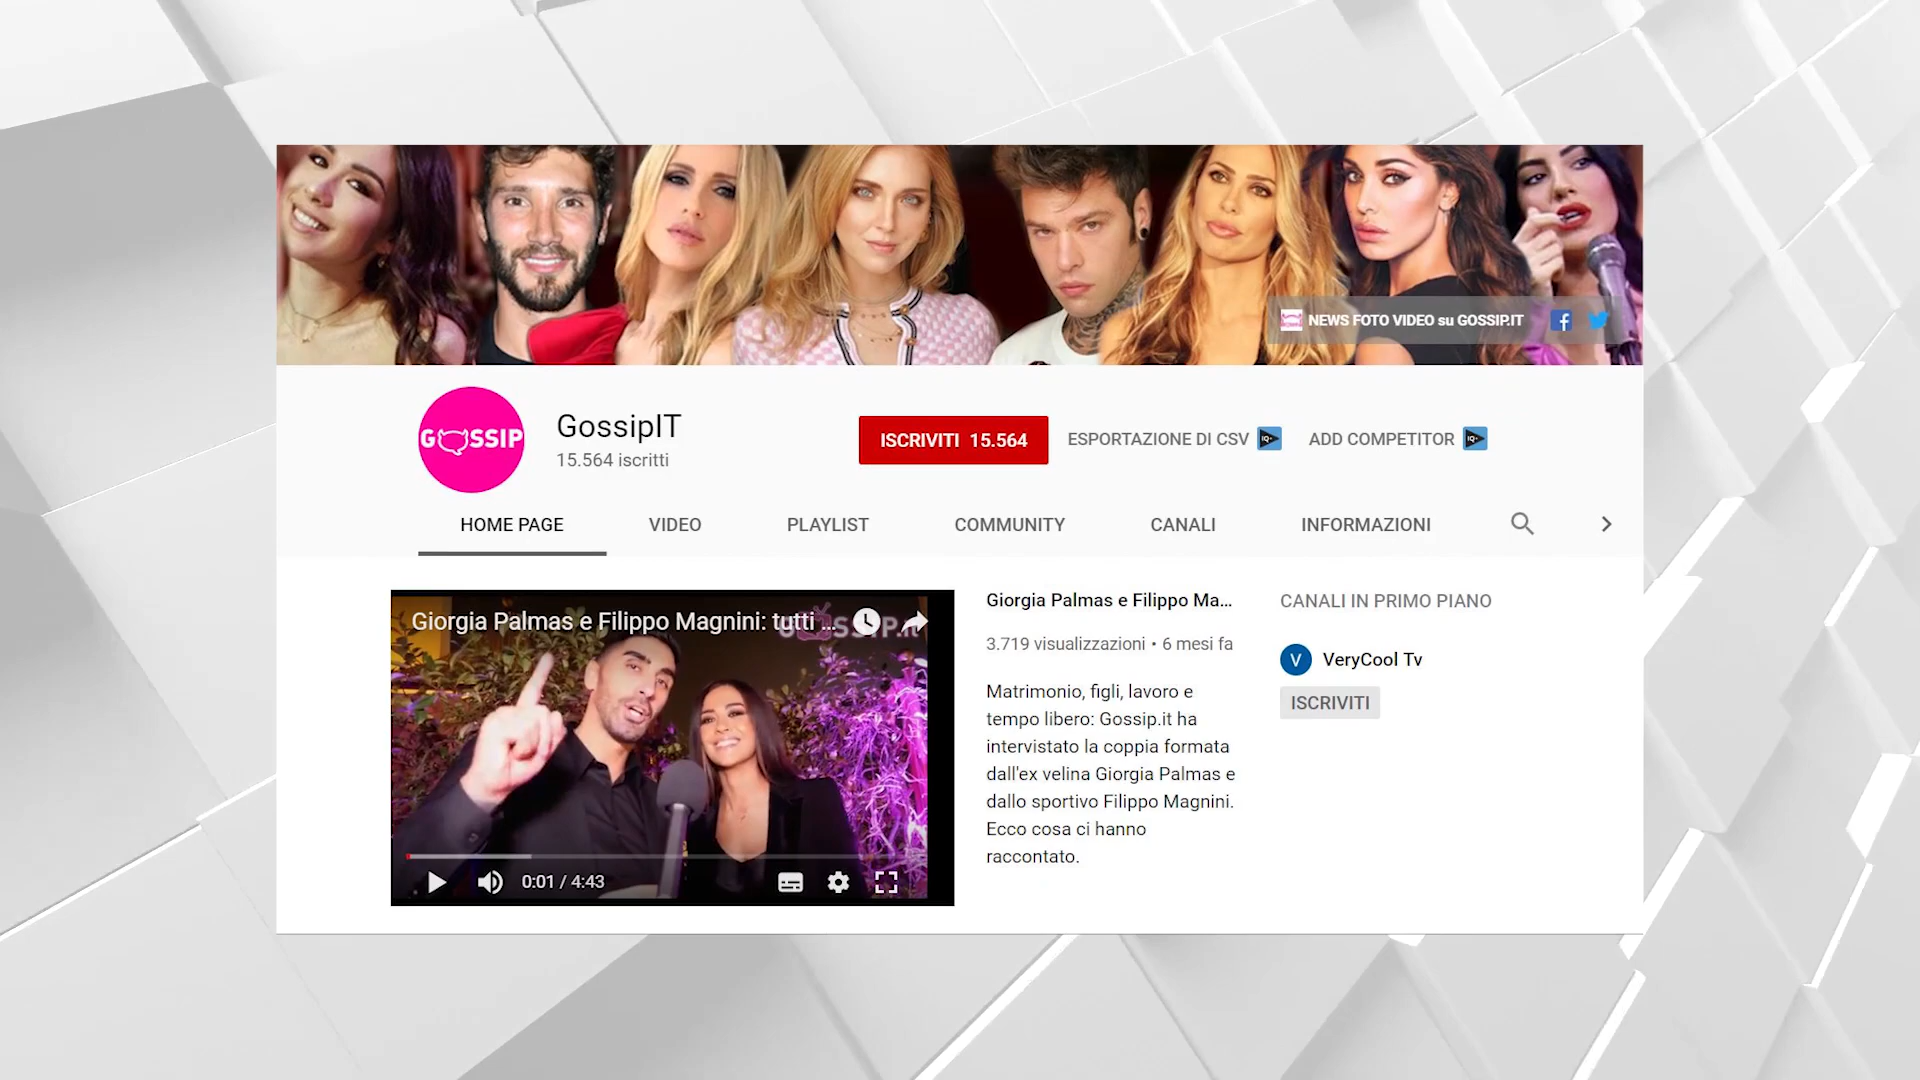 NEWS FOTO VIDEO su GOSSIP.IT
GOSSIP
GossipIT
15.564 iscritti
ISCRIVITI 15.564
ESPORTAZIONE DI CSV
IQ
ADD COMPETITOR
IQ
HOME PAGE
VIDEO
PLAYLIST
COMMUNITY
CANALI
INFORMAZIONI
Giorgia Palmas e Filippo Magnini: tutti ...
GOSSIP.it
0:01 / 4:43
Giorgia Palmas e Filippo Ma...
3.719 visualizzazioni • 6 mesi fa
Matrimonio, figli, lavoro e
tempo libero: Gossip.it ha
intervistato la coppia formata
dall'ex velina Giorgia Palmas e
dallo sportivo Filippo Magnini.
Ecco cosa ci hanno
raccontato.
CANALI IN PRIMO PIANO
V VeryCool Tv
ISCRIVITI